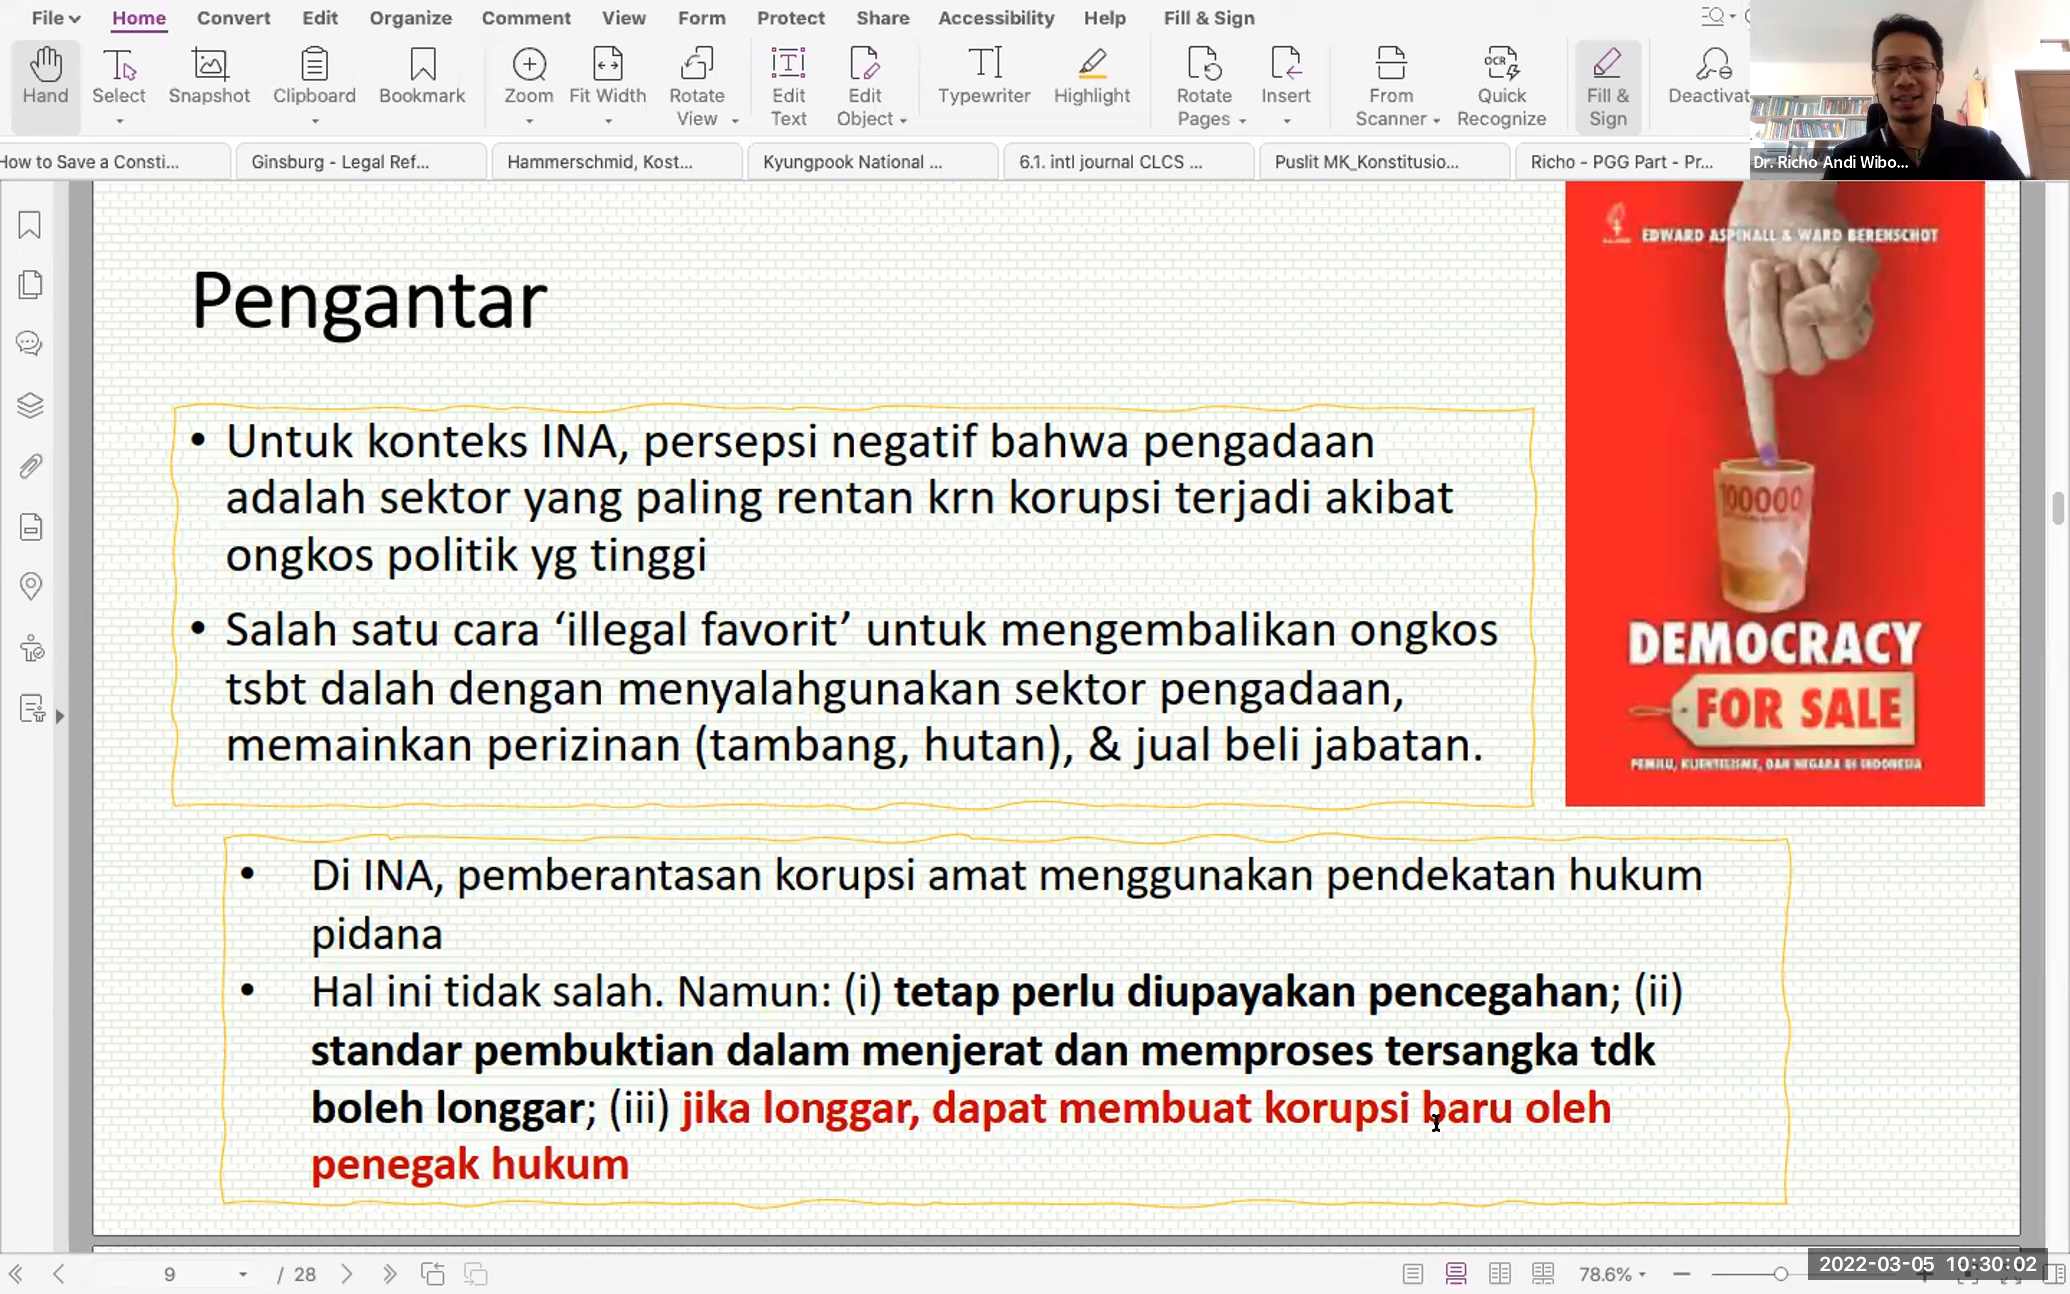 File Home Convert Edit Organize Comment View Form Protect Share Accessibility Help Fill & Sign
Hand Select Snapshot Clipboard Bookmark Zoom Fit Width Rotate View Edit Text Edit Object Typewriter Highlight Rotate Pages Insert From Scanner OCR Quick Recognize Fill & Sign Deactivat
How to Save a Consti... Ginsburg - Legal Ref... Hammerschmid, Kost... Kyungpook National ... 6.1. intl journal CLCS ... Puslit MK_Konstitusio... Richo - PGG Part - Pr...
Dr. Richo Andi Wibo...
EDWARD ASPINALL & WARD BERENSCHOT
100000
DEMOCRACY
FOR SALE
PEMILU, KLIENTELISME, DAN NEGARA DI INDONESIA
Pengantar
• Untuk konteks INA, persepsi negatif bahwa pengadaan
adalah sektor yang paling rentan krn korupsi terjadi akibat
ongkos politik yg tinggi
• Salah satu cara ‘illegal favorit’ untuk mengembalikan ongkos
tsbt dalah dengan menyalahgunakan sektor pengadaan,
memainkan perizinan (tambang, hutan), & jual beli jabatan.
• Di INA, pemberantasan korupsi amat menggunakan pendekatan hukum
pidana
• Hal ini tidak salah. Namun: (i) tetap perlu diupayakan pencegahan; (ii)
standar pembuktian dalam menjerat dan memproses tersangka tdk
boleh longgar; (iii) jika longgar, dapat membuat korupsi baru oleh
penegak hukum
9 / 28 78.6%
2022-03-05 10:30:02